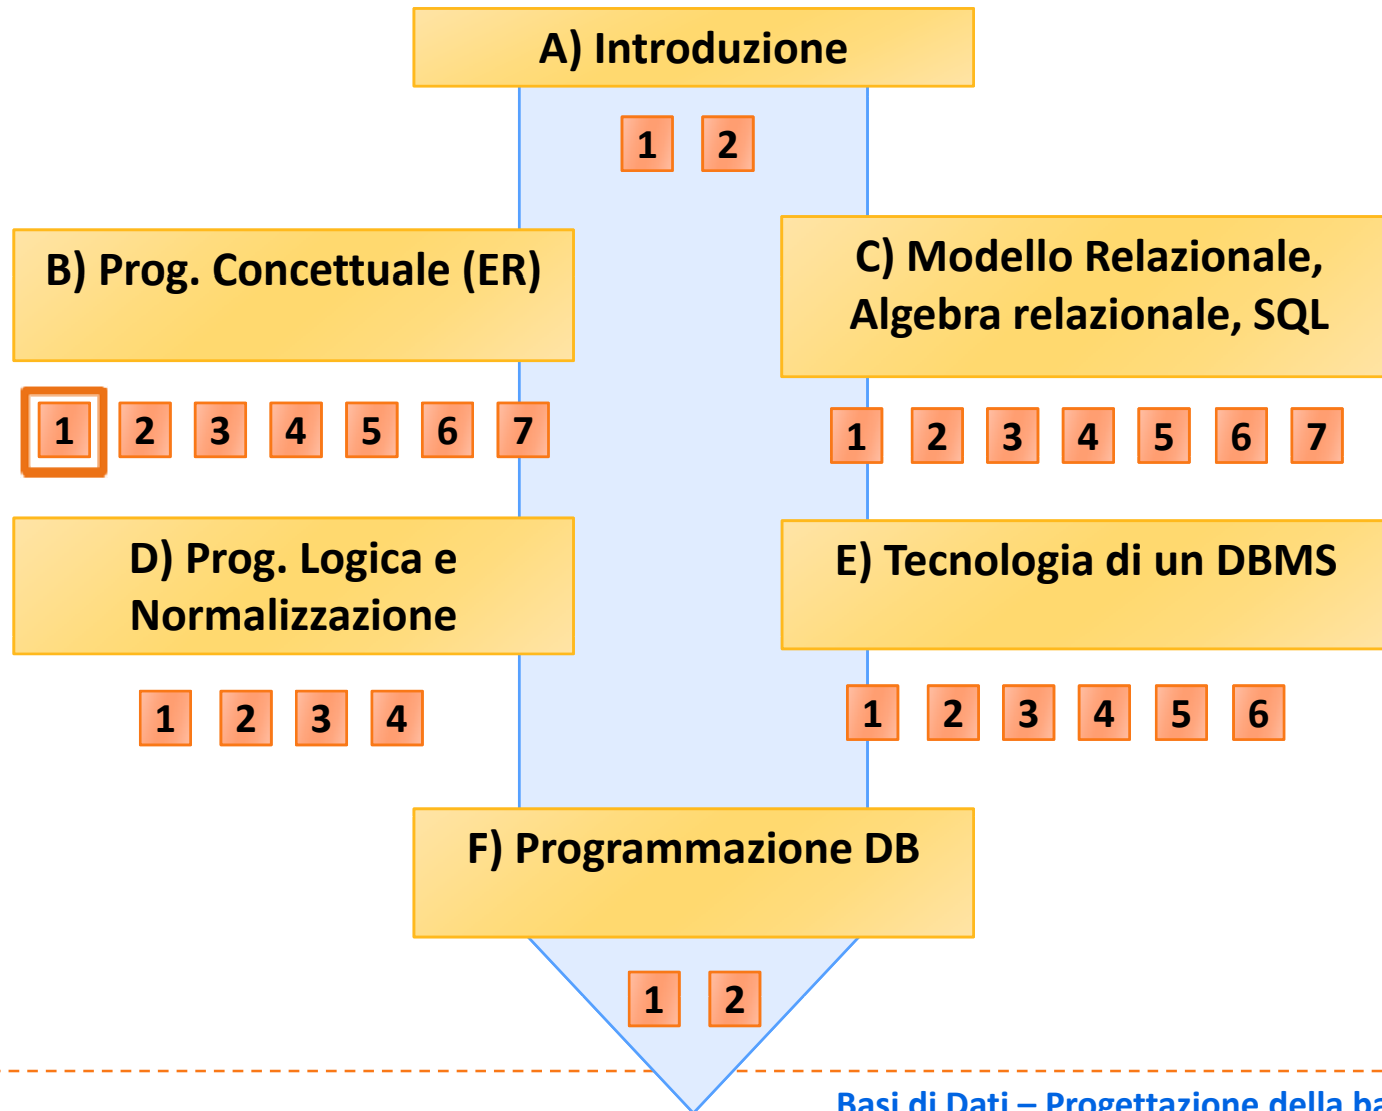 A) Introduzione
1 2
B) Prog. Concettuale (ER)
C) Modello Relazionale,
Algebra relazionale, SQL
1 2 3 4 5 6 7
1 2 3 4 5 6 7
D) Prog. Logica e
Normalizzazione
E) Tecnologia di un DBMS
1 2 3 4
1 2 3 4 5 6
F) Programmazione DB
1 2
Basi di Dati – Progettazione della